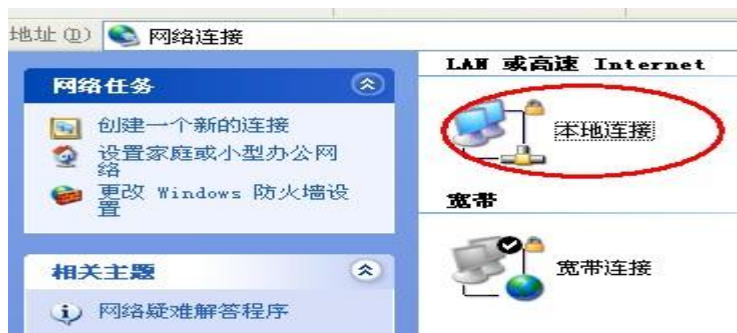 地址(D) 网络连接
网络任务
创建一个新的连接
设置家庭或小型办公网
络
更改 Windows 防火墙设
置
相关主题
网络疑难解答程序
LAN 或高速 Internet
本地连接
宽带
宽带连接